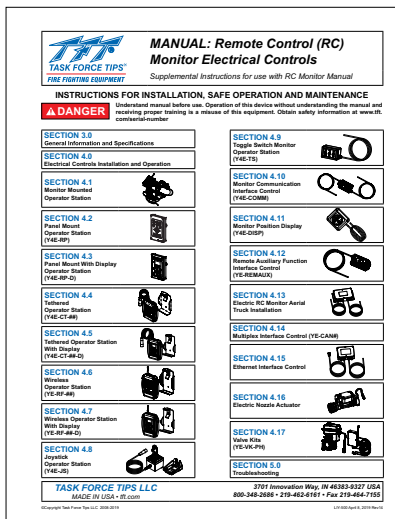 TFT
TASK FORCE TIPS
FIRE FIGHTING EQUIPMENT
MANUAL: Remote Control (RC)
Monitor Electrical Controls
Supplemental Instructions for use with RC Monitor Manual
INSTRUCTIONS FOR INSTALLATION, SAFE OPERATION AND MAINTENANCE
DANGER
Understand manual before use. Operation of this device without understanding the manual and
receiving proper training is a misuse of this equipment. Obtain safety information at www.tft.
com/serial-number
SECTION 3.0
General Information and Specifications
SECTION 4.0
Electrical Controls Installation and Operation
SECTION 4.1
Monitor Mounted
Operator Station
SECTION 4.2
Panel Mount
Operator Station
(Y4E-RP)
SECTION 4.3
Panel Mount With Display
Operator Station
(Y4E-RP-D)
SECTION 4.4
Tethered
Operator Station
(Y4E-CT-##)
SECTION 4.5
Tethered Operator Station
With Display
(Y4E-CT-##-D)
SECTION 4.6
Wireless
Operator Station
(YE-RF-##)
SECTION 4.7
Wireless Operator Station
With Display
(YE-RF-##-D)
SECTION 4.8
Joystick
Operator Station
(Y4E-JS)
SECTION 4.9
Toggle Switch Monitor
Operator Station
(Y4E-TS)
SECTION 4.10
Monitor Communication
Interface Control
(Y4E-COMM)
SECTION 4.11
Monitor Position Display
(Y4E-DISP)
SECTION 4.12
Remote Auxiliary Function
Interface Control
(YE-REMAUX)
SECTION 4.13
Electric RC Monitor Aerial
Truck Installation
SECTION 4.14
Multiplex Interface Control (YE-CAN#)
SECTION 4.15
Ethernet Interface Control
SECTION 4.16
Electric Nozzle Actuator
SECTION 4.17
Valve Kits
(YE-VK-PH)
SECTION 5.0
Troubleshooting
TASK FORCE TIPS LLC
MADE IN USA • tft.com
3701 Innovation Way, IN 46383-9327 USA
800-348-2686 • 219-462-6161 • Fax 219-464-7155
©Copyright Task Force Tips LLC, 2008-2019
LIY-500 April 8, 2019 Rev14